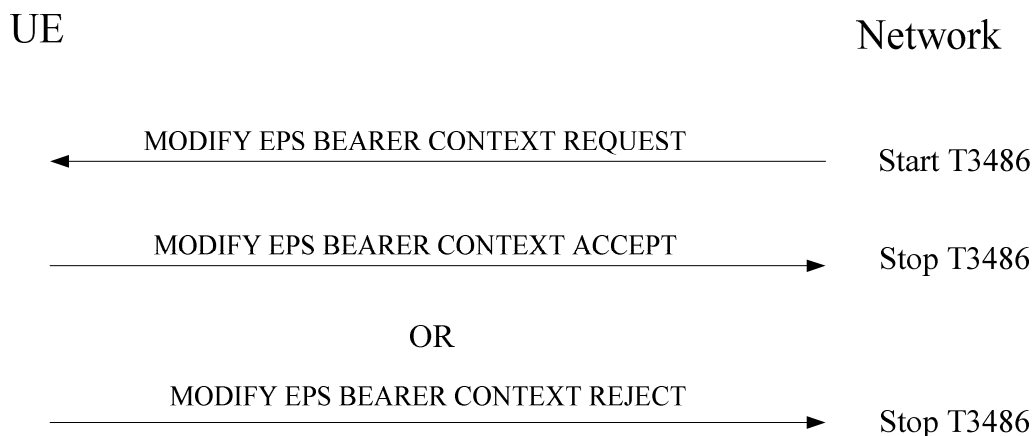 UE
Network
MODIFY EPS BEARER CONTEXT REQUEST
Start T3486
MODIFY EPS BEARER CONTEXT ACCEPT
Stop T3486
OR
MODIFY EPS BEARER CONTEXT REJECT
Stop T3486